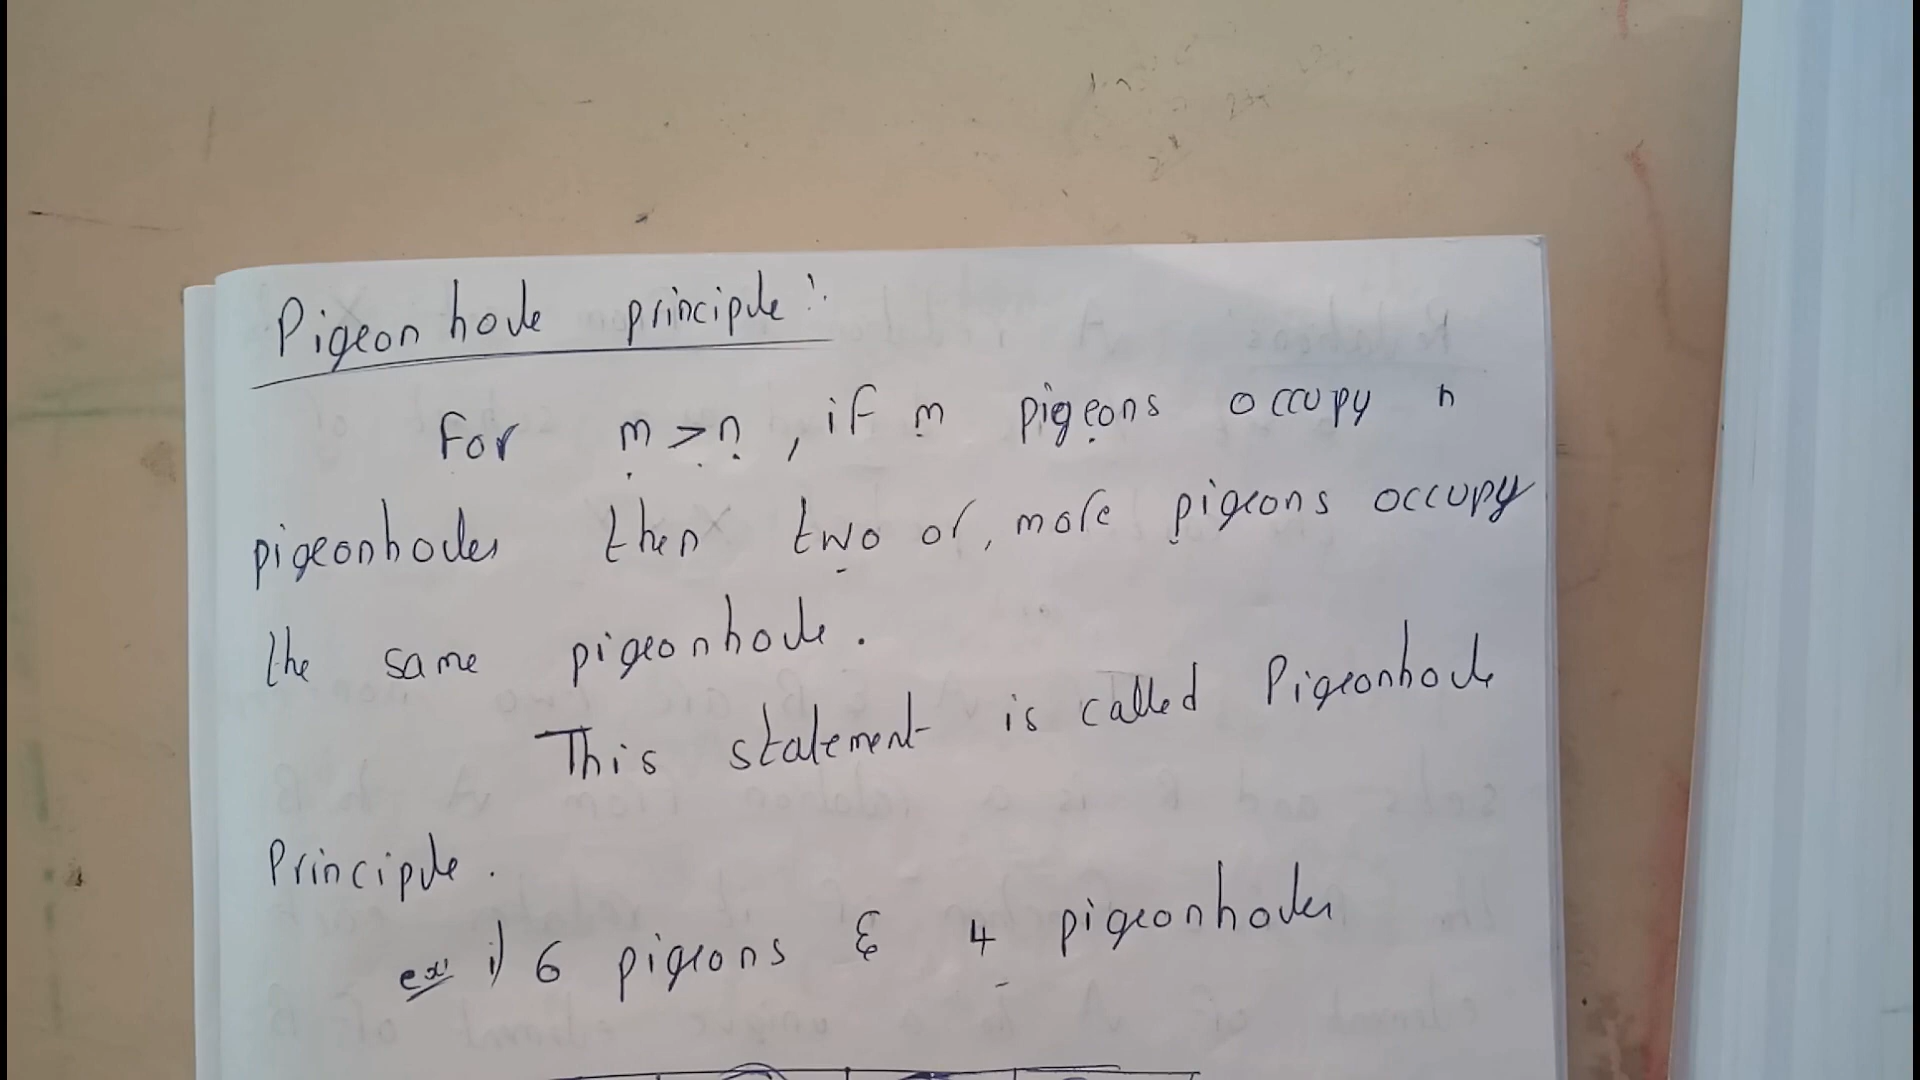 Pigeon hole principle:
For m > n, if m pigeons occupy n
pigeonholes then two or, more pigeons occupy
the same pigeonhole.
This statement is called Pigeonhole
Principle.
ex: i) 6 pigeons & 4 pigeonholes